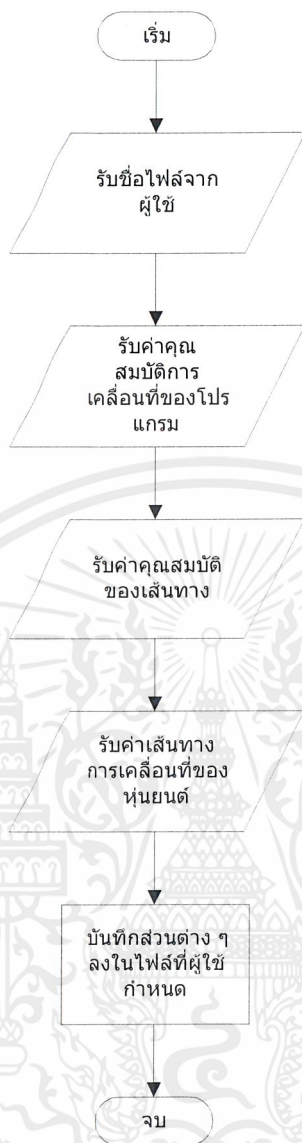 เริ่ม
รับชื่อไฟล์จาก
ผู้ใช้
รับค่าคุณ
สมบัติการ
เคลื่อนที่ของโปร
แกรม
รับค่าคุณสมบัติ
ของเส้นทาง
รับค่าเส้นทาง
การเคลื่อนที่ของ
หุ่นยนต์
บันทึกส่วนต่าง ๆ
ลงในไฟล์ที่ผู้ใช้
กำหนด
จบ